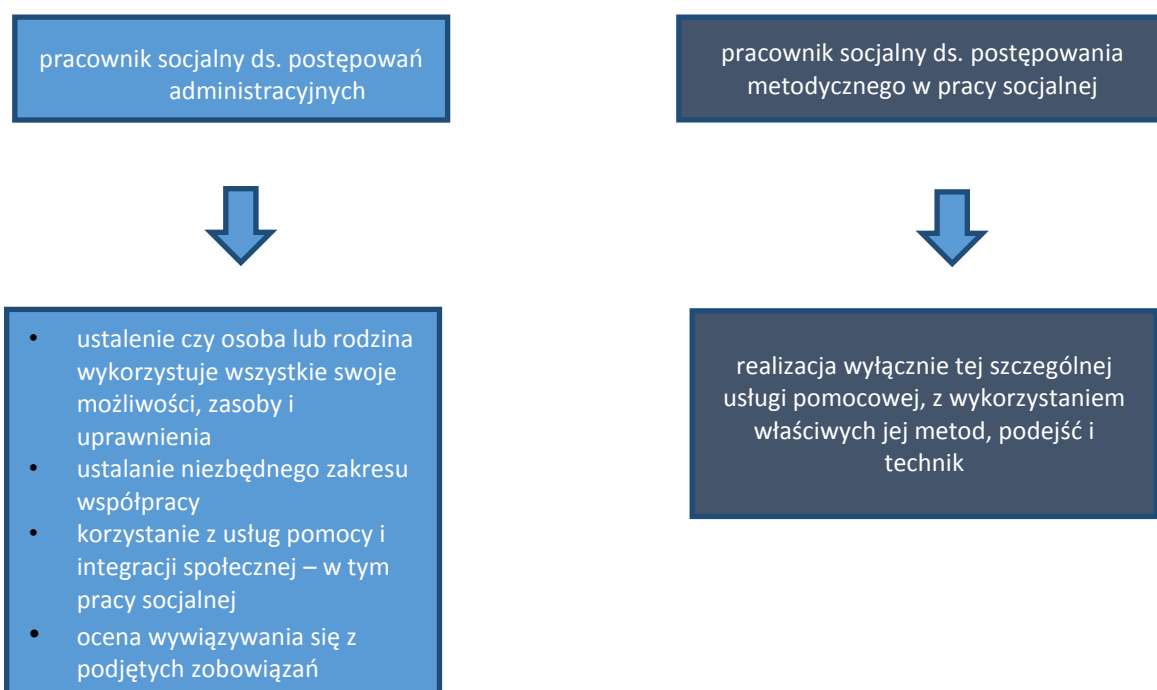 pracownik socjalny ds. postępowań
administracyjnych
pracownik socjalny ds. postępowania
metodycznego w pracy socjalnej
• ustalenie czy osoba lub rodzina
wykorzystuje wszystkie swoje
możliwości, zasoby i
uprawnienia
• ustalanie niezbędnego zakresu
współpracy
• korzystanie z usług pomocy i
integracji społecznej – w tym
pracy socjalnej
• ocena wywiązywania się z
podjętych zobowiązań
realizacja wyłącznie tej szczególnej
usługi pomocowej, z wykorzystaniem
właściwych jej metod, podejść i
technik